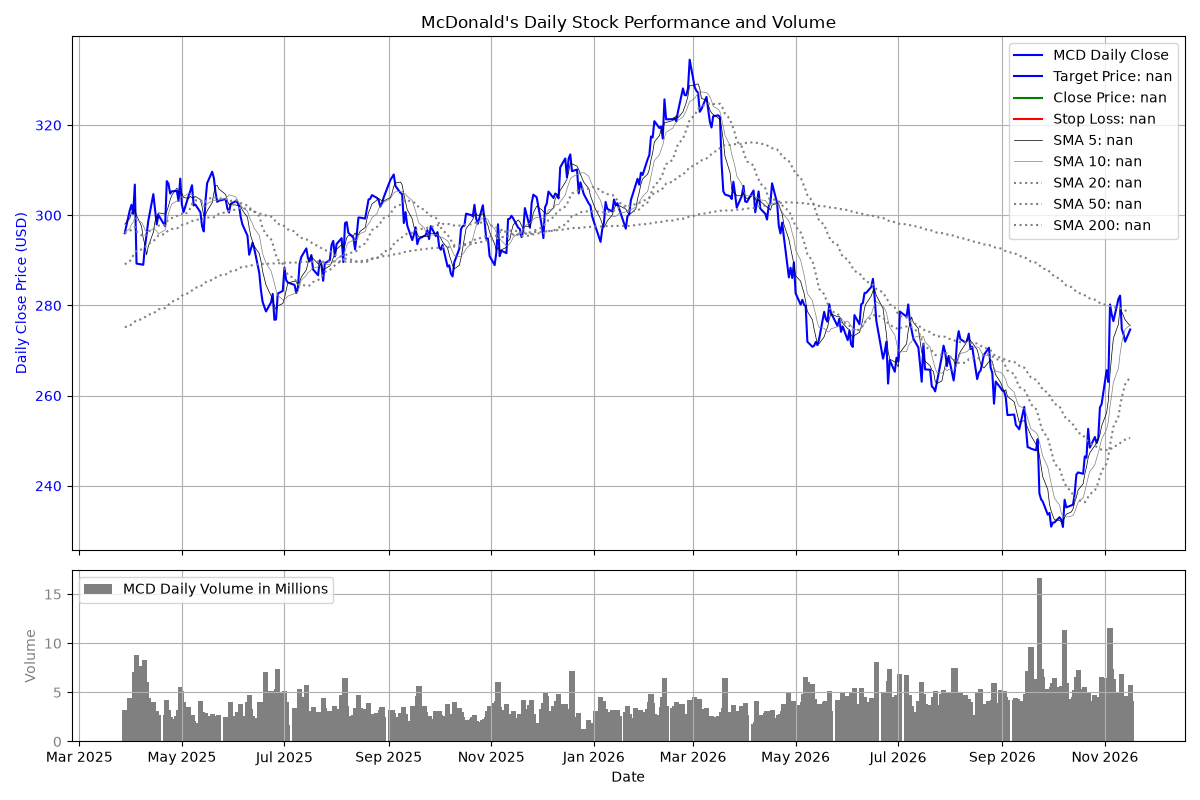 McDonald's Daily Stock Performance and Volume
Daily Close Price (USD)
320
300
280
260
240
MCD Daily Close
Target Price: nan
Close Price: nan
Stop Loss: nan
SMA 5: nan
SMA 10: nan
SMA 20: nan
SMA 50: nan
SMA 200: nan
MCD Daily Volume in Millions
Volume
15
10
5
0
Mar 2025 May 2025 Jul 2025 Sep 2025 Nov 2025 Jan 2026 Mar 2026 May 2026 Jul 2026 Sep 2026 Nov 2026
Date